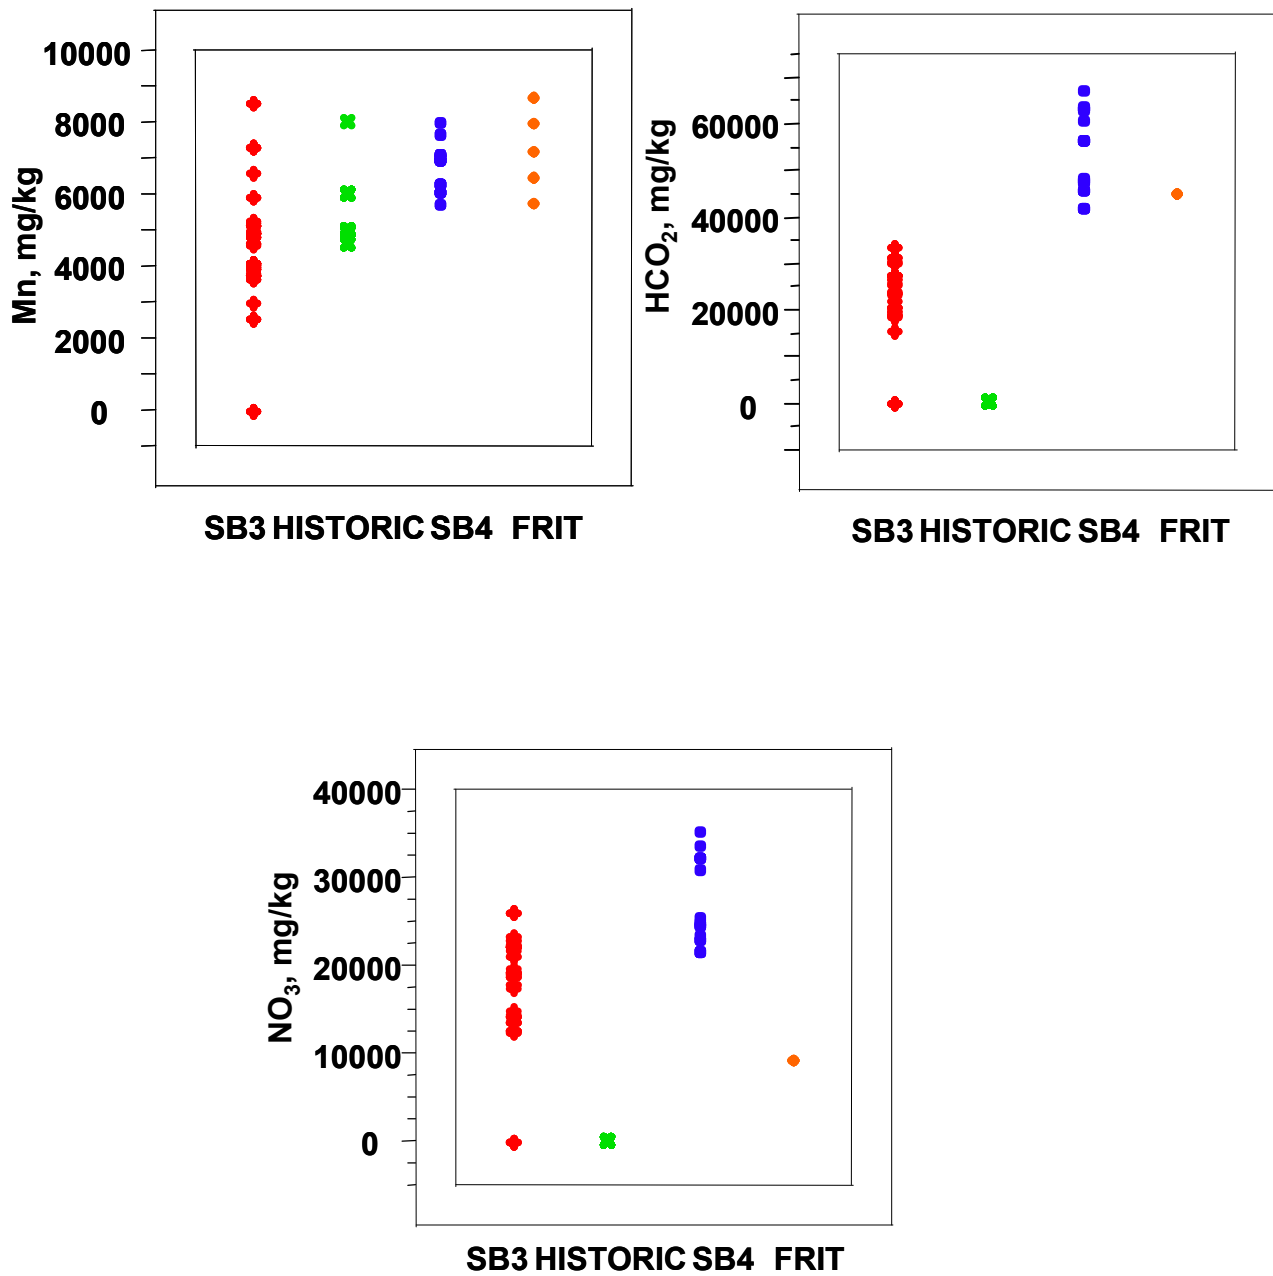 10000
8000
6000
4000
2000
0
Mn, mg/kg
SB3 HISTORIC SB4 FRIT
60000
40000
20000
0
HCO₂, mg/kg
SB3 HISTORIC SB4 FRIT
40000
30000
20000
10000
0
NO₃, mg/kg
SB3 HISTORIC SB4 FRIT